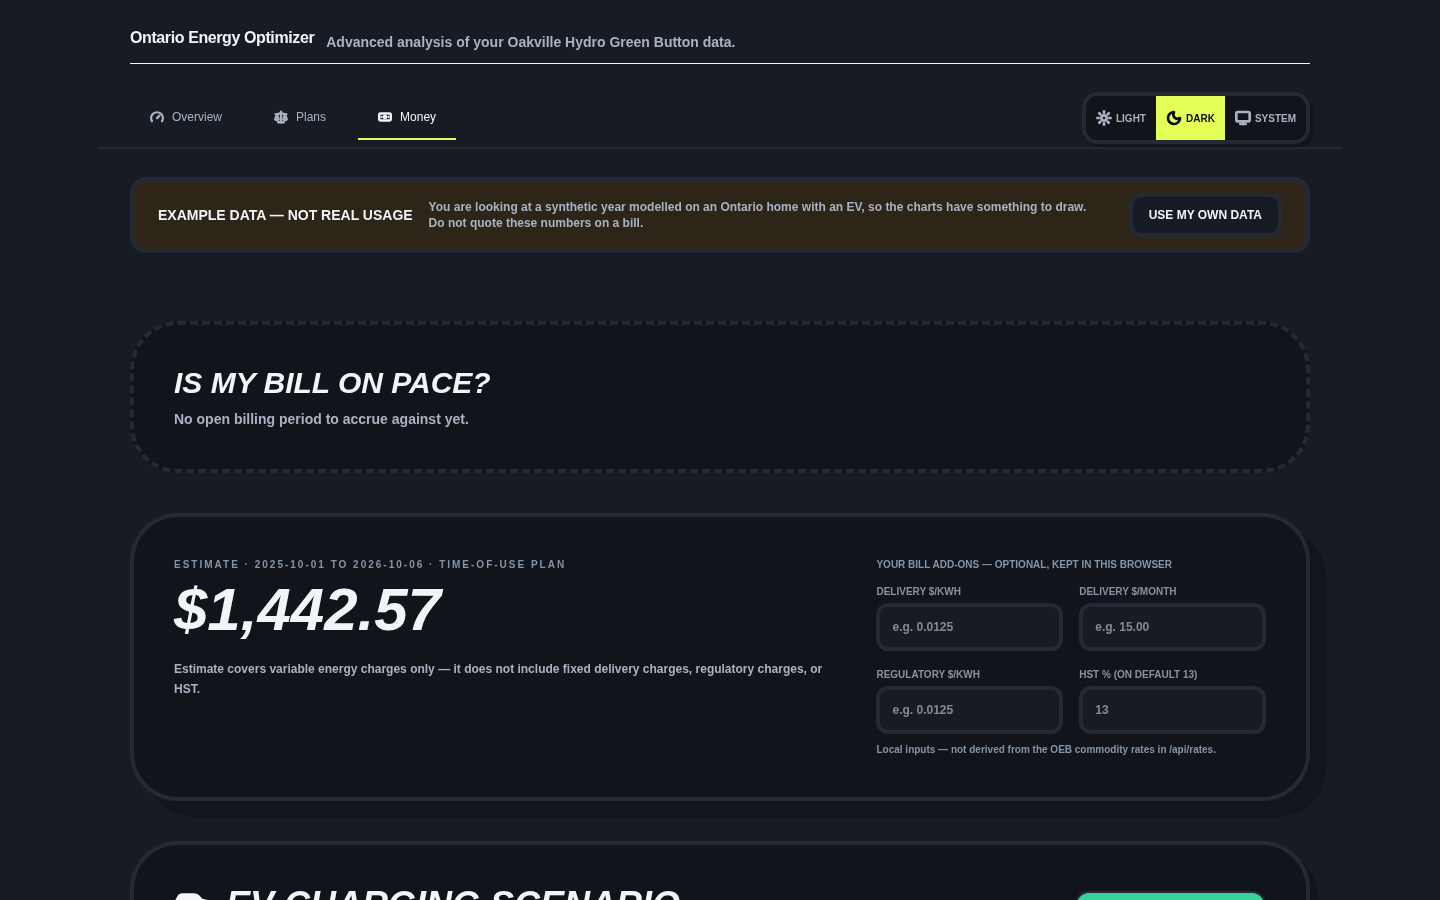 Ontario Energy Optimizer
Advanced analysis of your Oakville Hydro Green Button data.
Overview
Plans
Money
LIGHT
DARK
SYSTEM
EXAMPLE DATA — NOT REAL USAGE
You are looking at a synthetic year modelled on an Ontario home with an EV, so the charts have something to draw.
Do not quote these numbers on a bill.
USE MY OWN DATA
IS MY BILL ON PACE?
No open billing period to accrue against yet.
ESTIMATE · 2025-10-01 TO 2026-10-06 · TIME-OF-USE PLAN
$1,442.57
Estimate covers variable energy charges only — it does not include fixed delivery charges, regulatory charges, or
HST.
YOUR BILL ADD-ONS — OPTIONAL, KEPT IN THIS BROWSER
DELIVERY $/KWH
DELIVERY $/MONTH
e.g. 0.0125
e.g. 15.00
REGULATORY $/KWH
HST % (ON DEFAULT 13)
e.g. 0.0125
13
Local inputs — not derived from the OEB commodity rates in /api/rates.
EV CHARGING SCENARIO